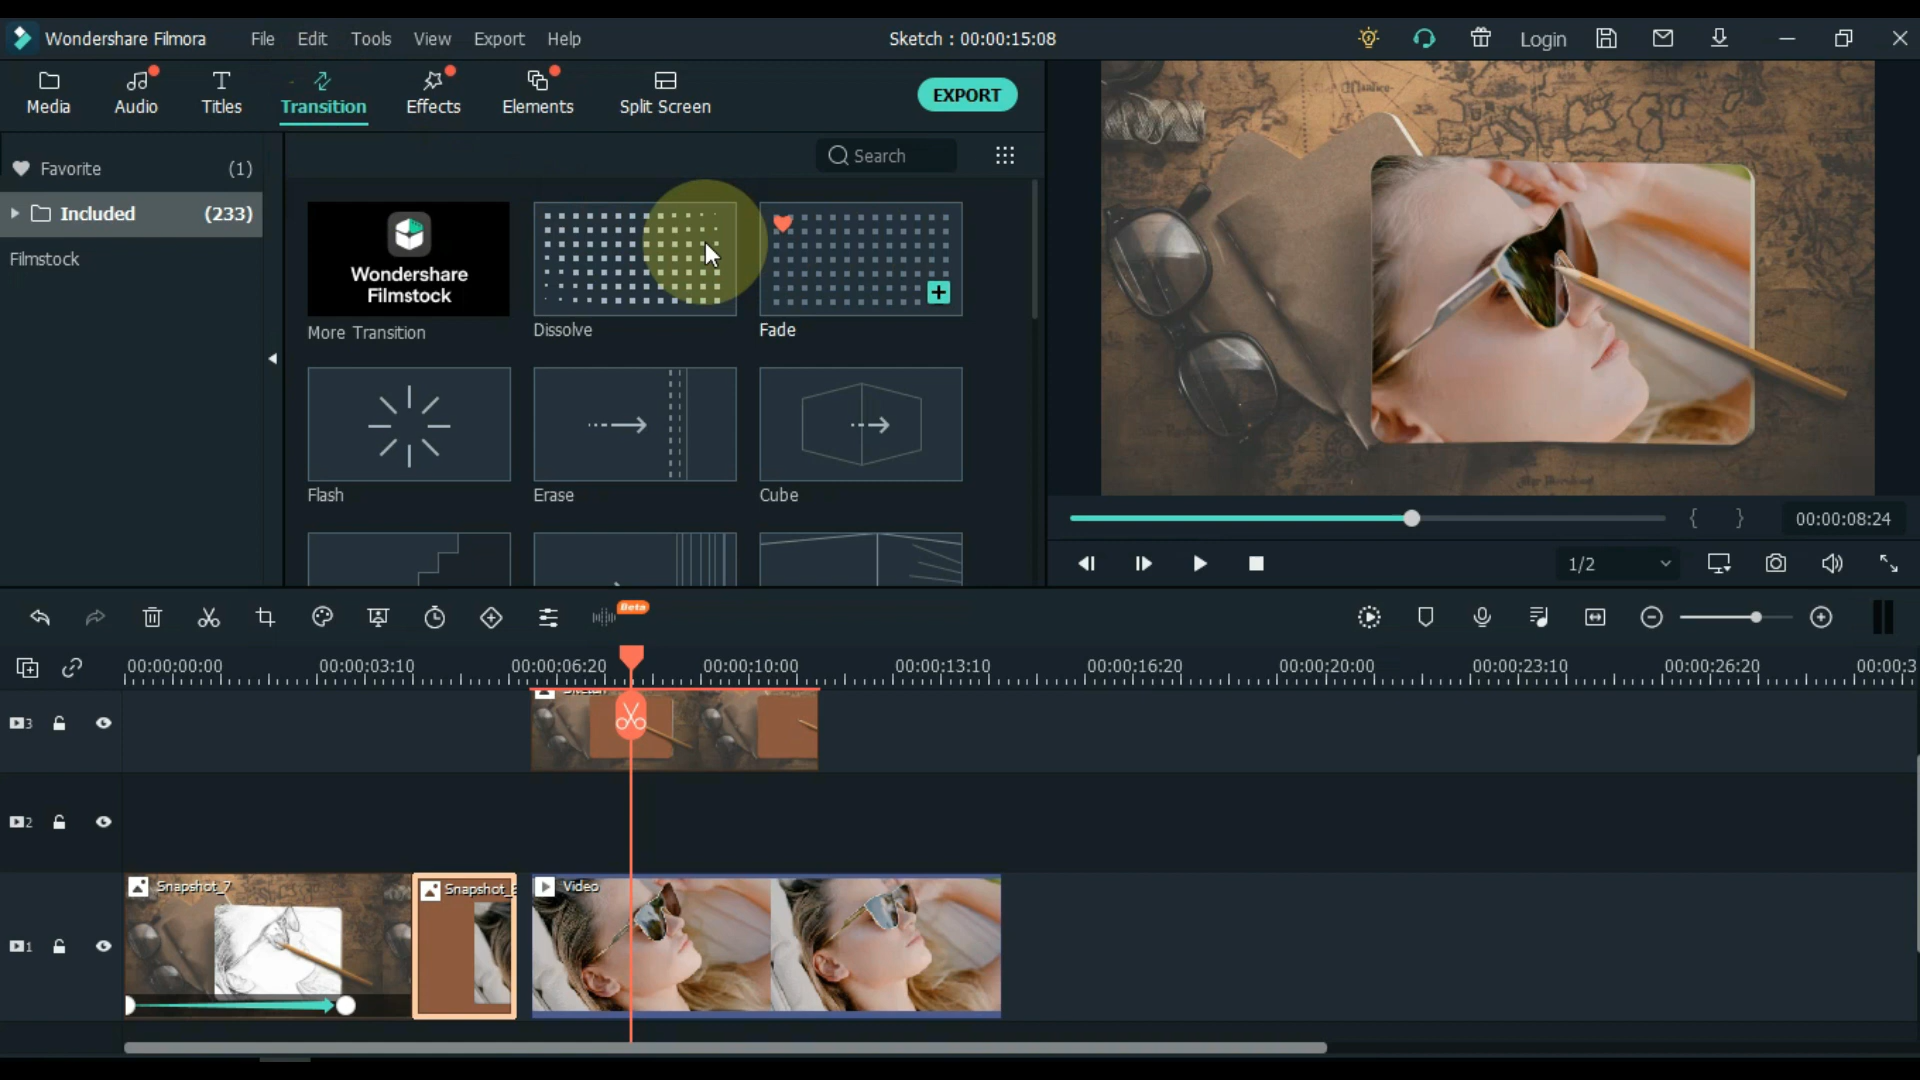 Wondershare Filmora File Edit Tools View Export Help Sketch : 00:00:15:08 Login
Media Audio Titles Transition Effects Elements Split Screen EXPORT
Favorite (1) Search
Included (233)
Filmstock
Wondershare
Filmstock
More Transition Dissolve Fade
Flash Erase Cube
{ } 00:00:08:24
1/2
Beta
00:00:00:00 00:00:03:10 00:00:06:20 00:00:10:00 00:00:13:10 00:00:16:20 00:00:20:00 00:00:23:10 00:00:26:20 00:00:3
3
2
Snapshot_7 Snapshot_ Video
1